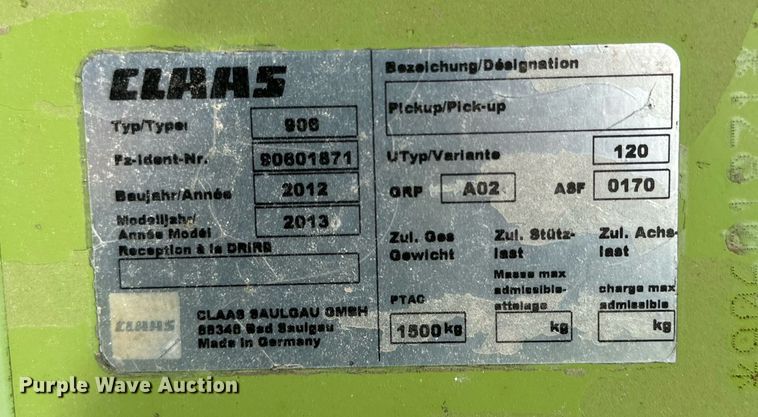 CLAAS
Typ/Type: 906
Fz-Ident-Nr. 90601871
Baujahr/Année 2012
Modelljahr/
Année Model 2013
Reception à la DRIRE
CLAAS
CLAAS SAULGAU GMBH
88348 Bad Saulgau
Made in Germany
Bezeichung/Désignation
Pickup/Pick-up
UTyp/Variante 120
GRP A02 ASF 0170
Zul. Ges Gewicht
PTAC
1500 kg
Zul. Stütz-
last
Masse max
admissible-
attelage
kg
Zul. Achs-
last
charge max
admissible
kg
Purple Wave Auction